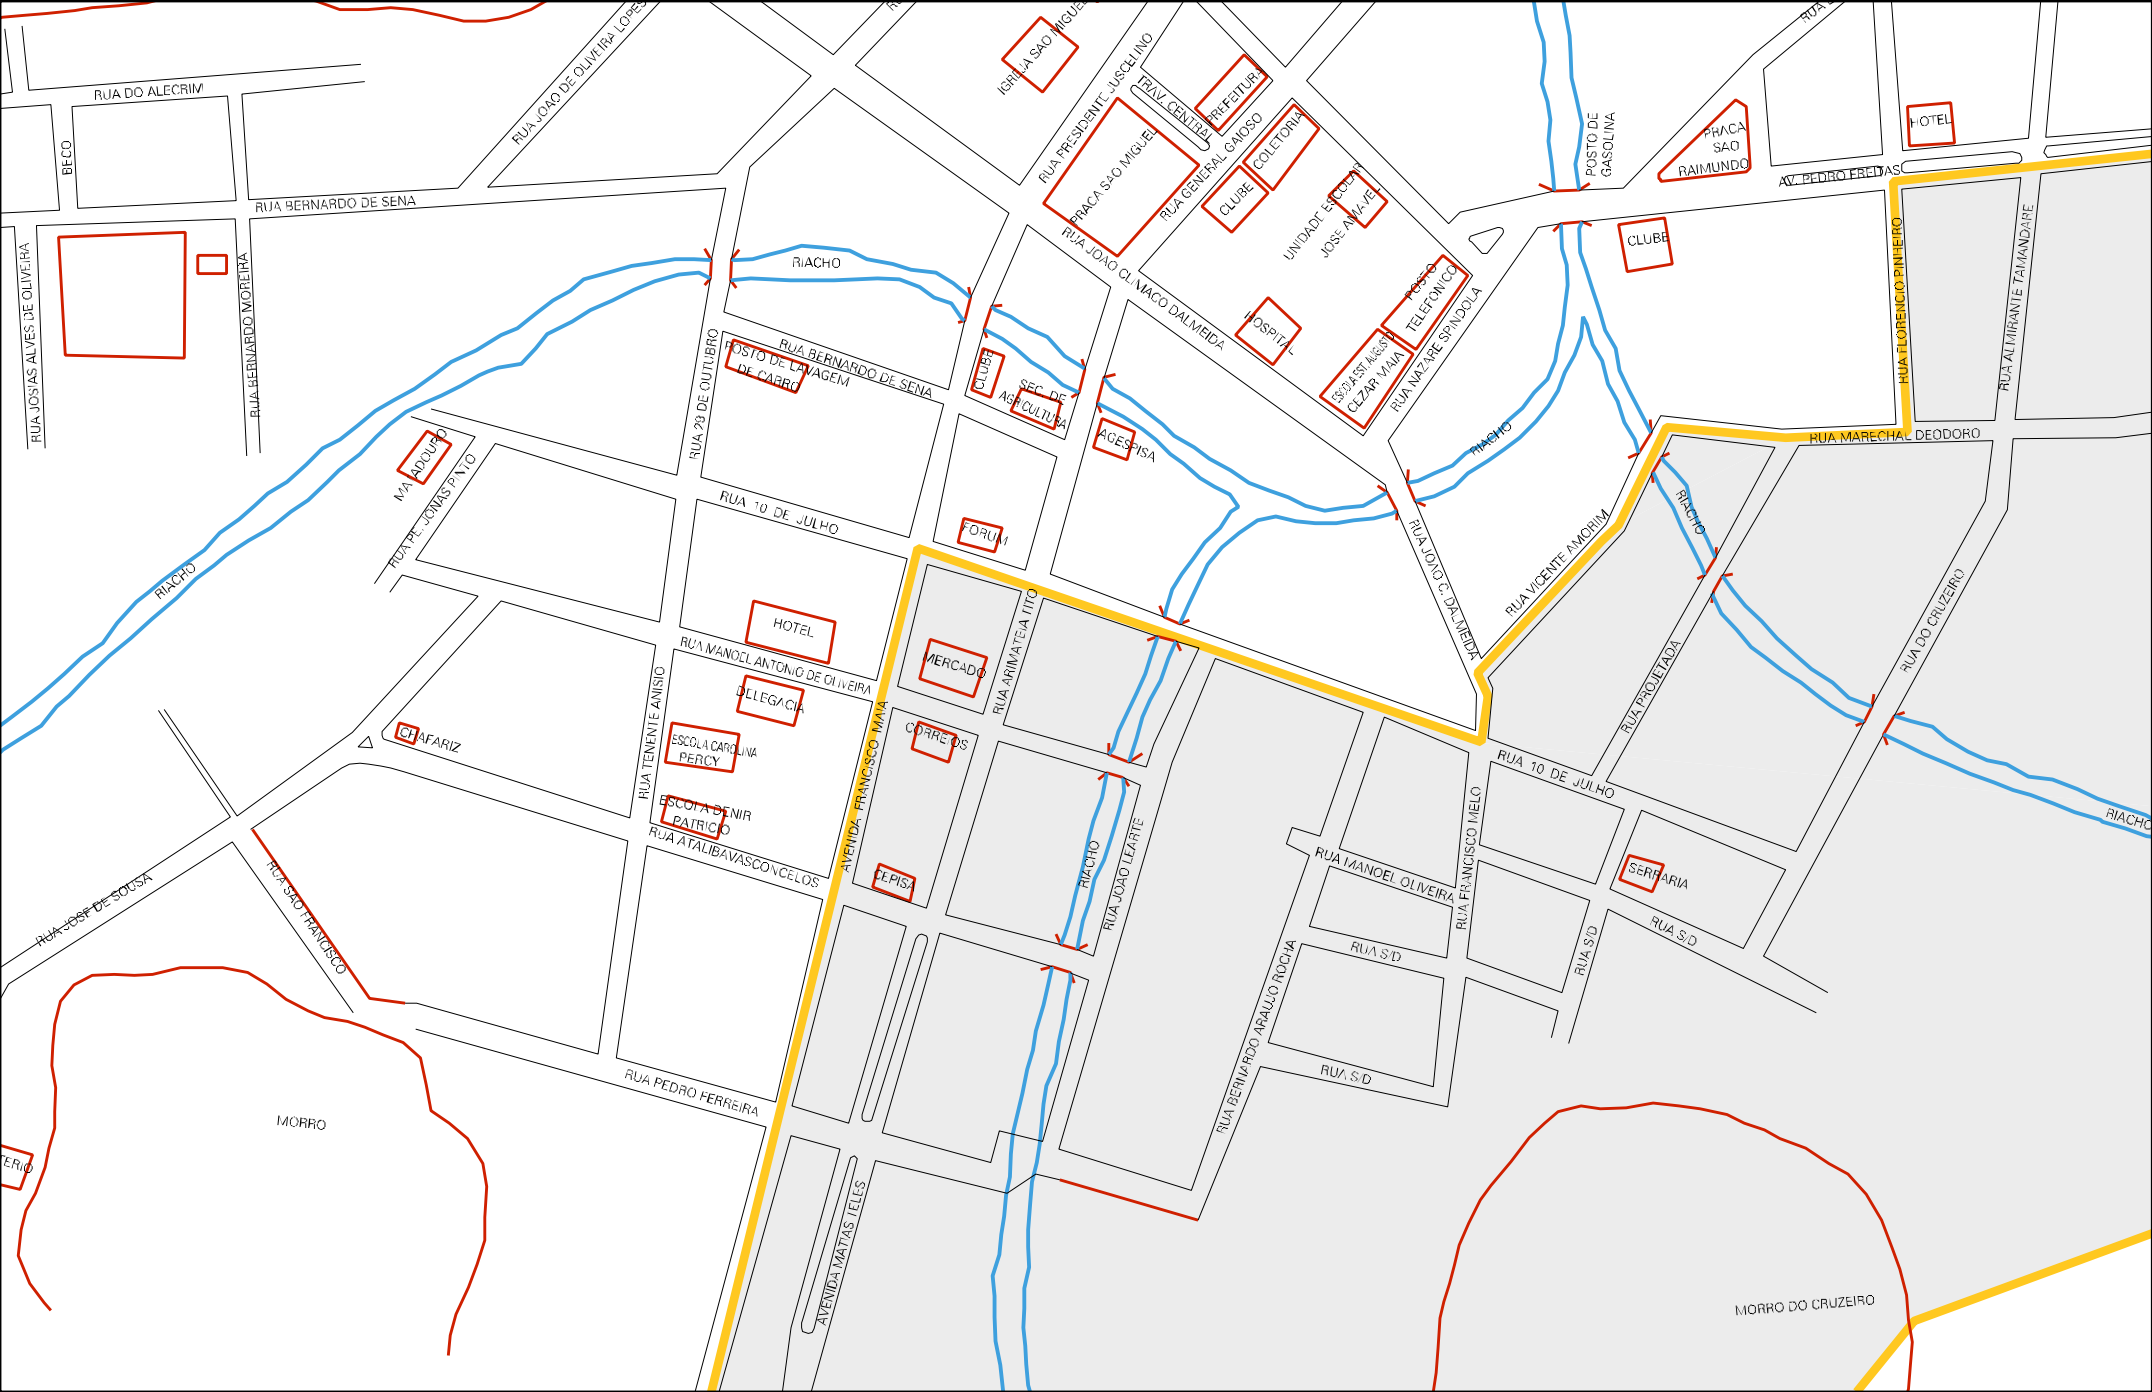 IGREJA SAO MIGUEL
RUA JOAO DE OLIVEIRA LOPES
RUA DO ALECRIM
BECO
RUA BERNARDO DE SENA
RUA JOSIAS ALVES DE OLIVEIRA
RUA BERNARDO MOREIRA
RUA PRESIDENTE JUSCELINO
TRAV. CENTRAL
PREFEITURA
PRACA SAO MIGUEL
RUA GENERAL GAIOSO
COLETORIA
CLUBE
UNIDADE ESCOLAR
JOSE AMAVEL
POSTO DE
GASOLINA
PRACA
SAO
RAIMUNDO
HOTEL
AV. PEDRO FREITAS
CLUBE
RUA FLORENCIO PINHEIRO
RUA ALMIRANTE TAMANDARE
RUA MARECHAL DEODORO
RIACHO
RUA JOAO CLIMACO DALMEIDA
HOSPITAL
POSTO
TELEFONICO
ESCOLA EST. AUGUSTO
CEZAR MAIA
RUA NAZARE SPINDOLA
RUA 29 DE OUTUBRO
POSTO DE LAVAGEM
DE CARRO
RUA BERNARDO DE SENA
CLUBE
SEC. DE
AGRICULTURA
AGESPISA
MATADOURO
RUA PE. JONAS PINTO
RUA 10 DE JULHO
FORUM
RIACHO
RIACHO
RIACHO
RUA JOAO C. DALMEIDA
RUA VICENTE AMORIM
RUA DO CRUZEIRO
RUA PROJETADA
HOTEL
RUA MANOEL ANTONIO DE OLIVEIRA
MERCADO
RUA ARIMATEIA TITO
DELEGACIA
CORREIOS
CHAFARIZ
RUA TENENTE ANISIO
ESCOLA CAROLINA
PERCY
ESCOLA DENIR
PATRICIO
RUA ATALIBAVASCONCELOS
AVENIDA FRANCISCO MAIA
CEPISA
RIACHO
RUA JOAO LEARTE
RUA 10 DE JULHO
RUA FRANCISCO MELO
RUA MANOEL OLIVEIRA
SERRARIA
RIACHO
RUA S/D
RUA S/D
RUA S/D
RUA S/D
RUA BERNARDO ARAUJO ROCHA
RUA JOSE DE SOUSA
RUA SAO FRANCISCO
RUA PEDRO FERREIRA
MORRO
TERIO
AVENIDA MATIAS TELES
MORRO DO CRUZEIRO